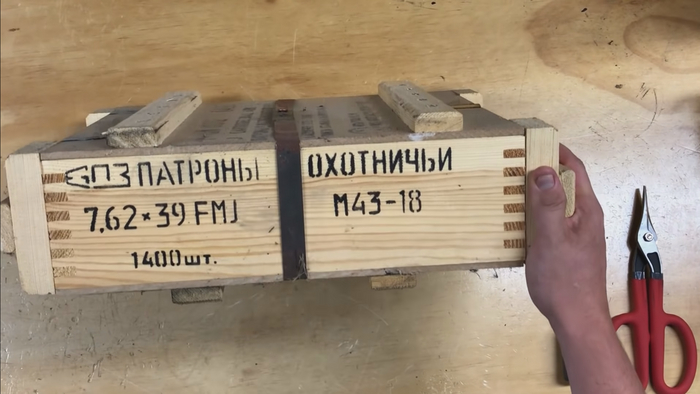 БПЗ ПАТРОНЫ ОХОТНИЧЬИ
7,62×39 FMJ М43-18
1400шт.